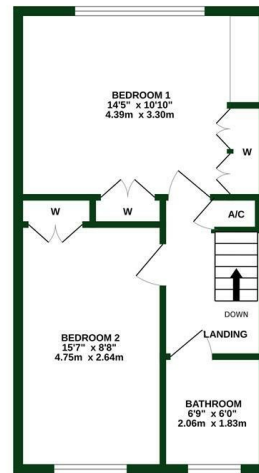 BEDROOM 1
14'5" x 10'10"
4.39m x 3.30m
W
W
W
A/C
DOWN
LANDING
BEDROOM 2
15'7" x 8'8"
4.75m x 2.64m
BATHROOM
6'9" x 6'0"
2.06m x 1.83m